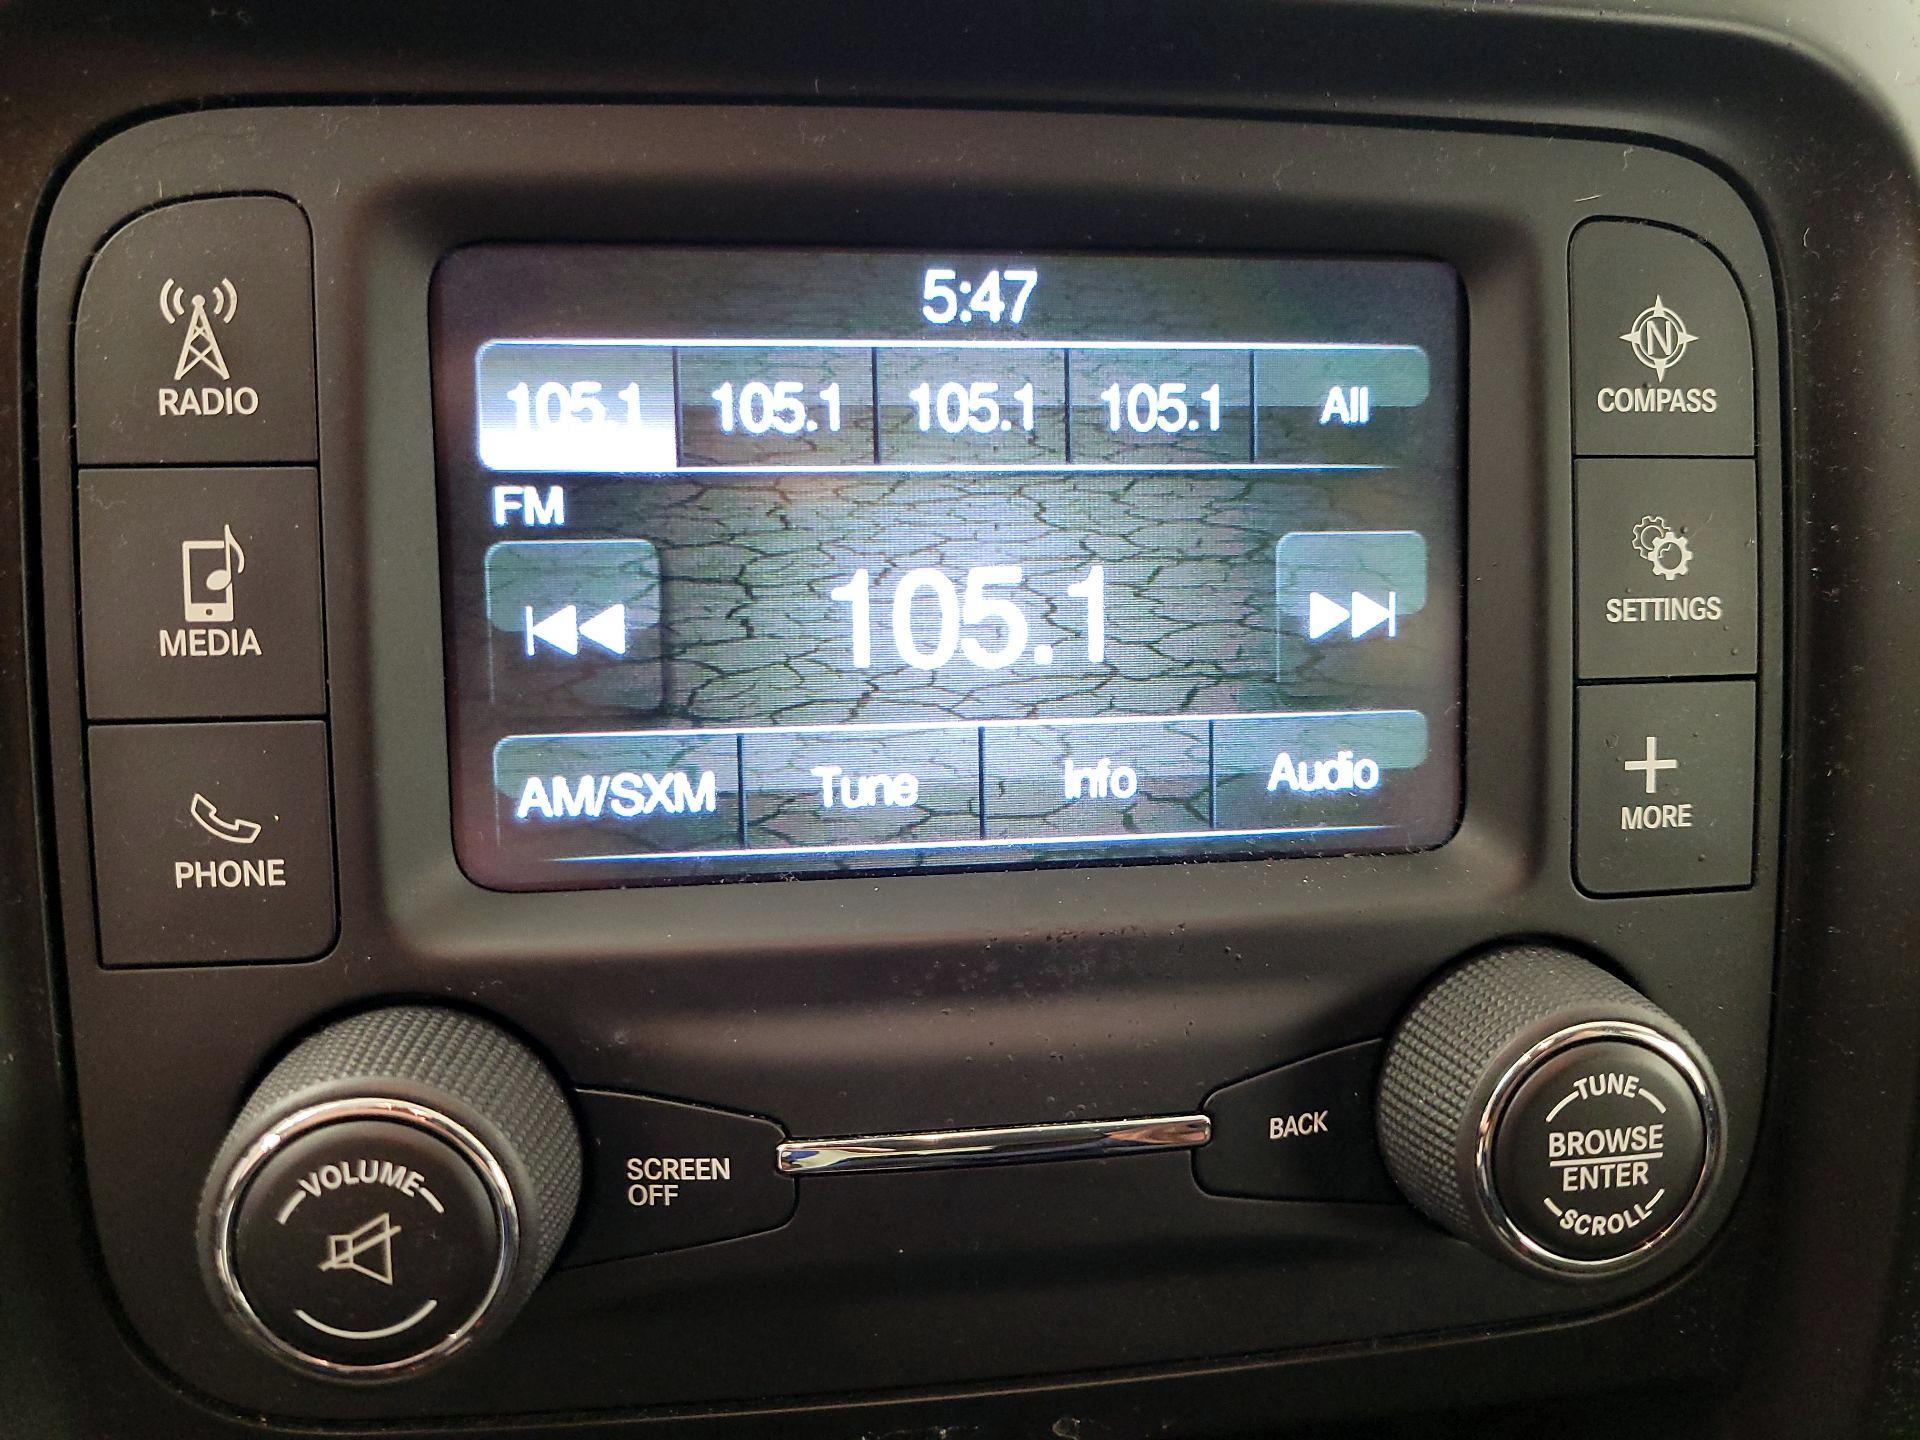 5:47
105.1 105.1 105.1 105.1 All
FM
105.1
AM/SXM Tune Info Audio
RADIO
MEDIA
PHONE
N
COMPASS
SETTINGS
MORE
VOLUME
SCREEN
OFF
BACK
TUNE
BROWSE
ENTER
SCROLL